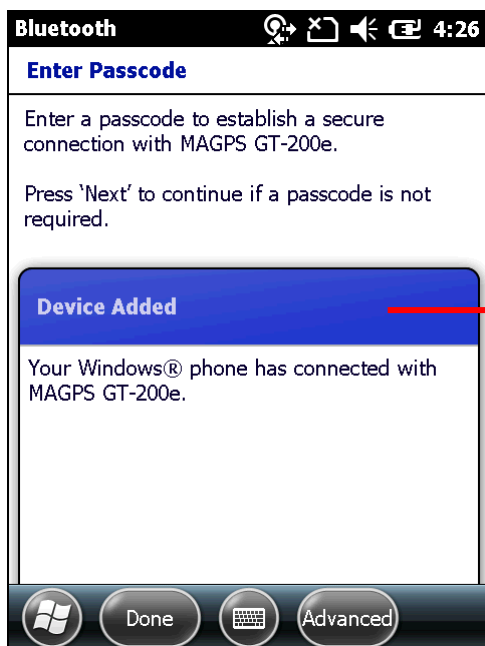 Bluetooth 4:26
Enter Passcode
Enter a passcode to establish a secure
connection with MAGPS GT-200e.
Press ‘Next’ to continue if a passcode is not
required.
Device Added
Your Windows® phone has connected with
MAGPS GT-200e.
Done Advanced